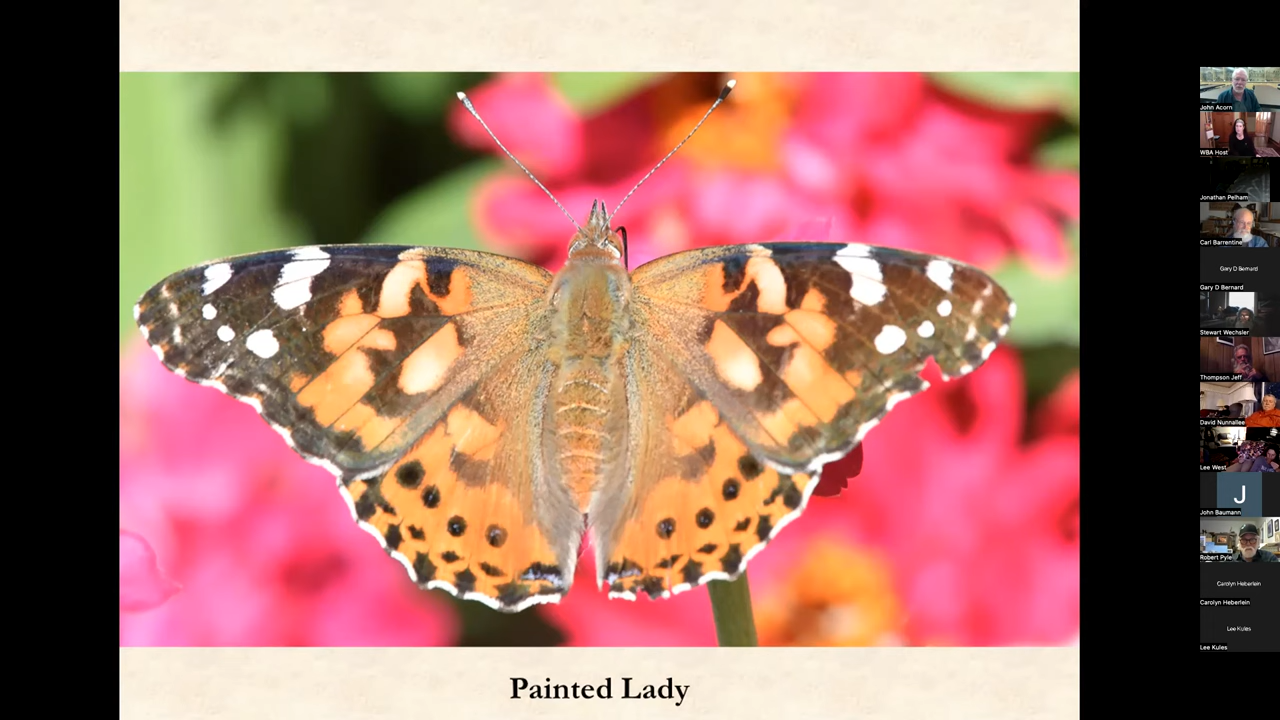 Painted Lady
John Acorn
WBA Host
Jonathan Pelham
Carl Barrentine
Gary D Bernard
Gary D Bernard
Stewart Wechsler
Thompson Jeff
David Nunnallee
Lee West
J
John Baumann
Robert Pyle
Carolyn Heberlein
Carolyn Heberlein
Lee Kules
Lee Kules